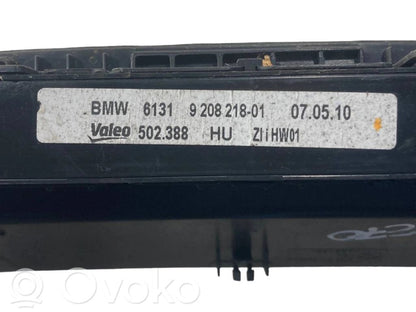 BMW 6131 9 208 218-01 07.05.10
Valeo 502.388 HU ZI I HW01
© OVOKO